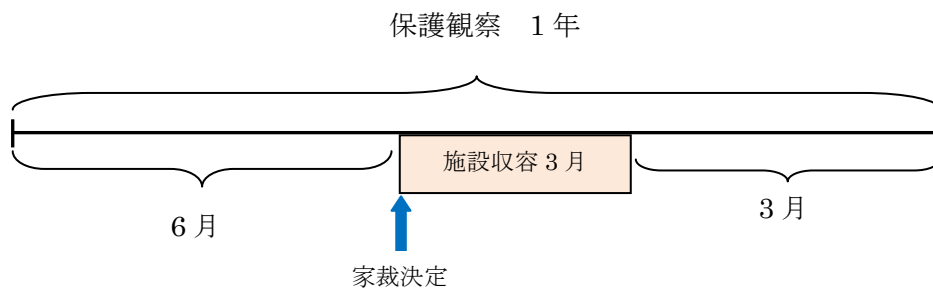 保護観察 1年
施設収容3月
6月
3月
家裁決定